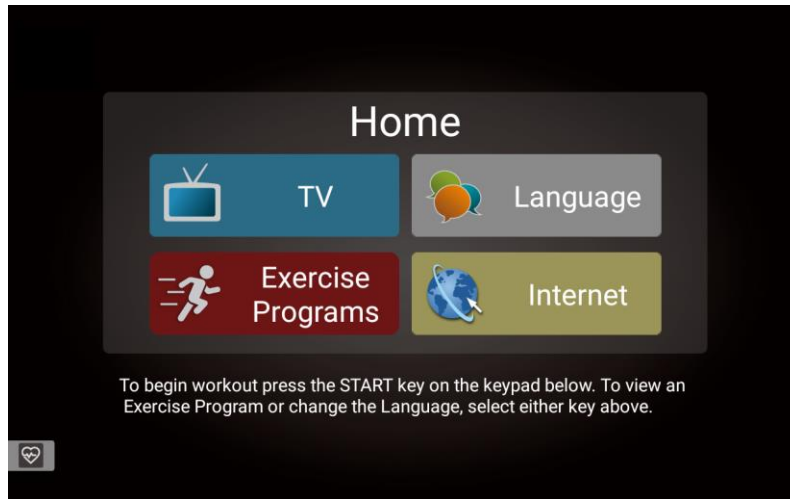 Home
TV
Language
Exercise
Programs
Internet
To begin workout press the START key on the keypad below. To view an
Exercise Program or change the Language, select either key above.